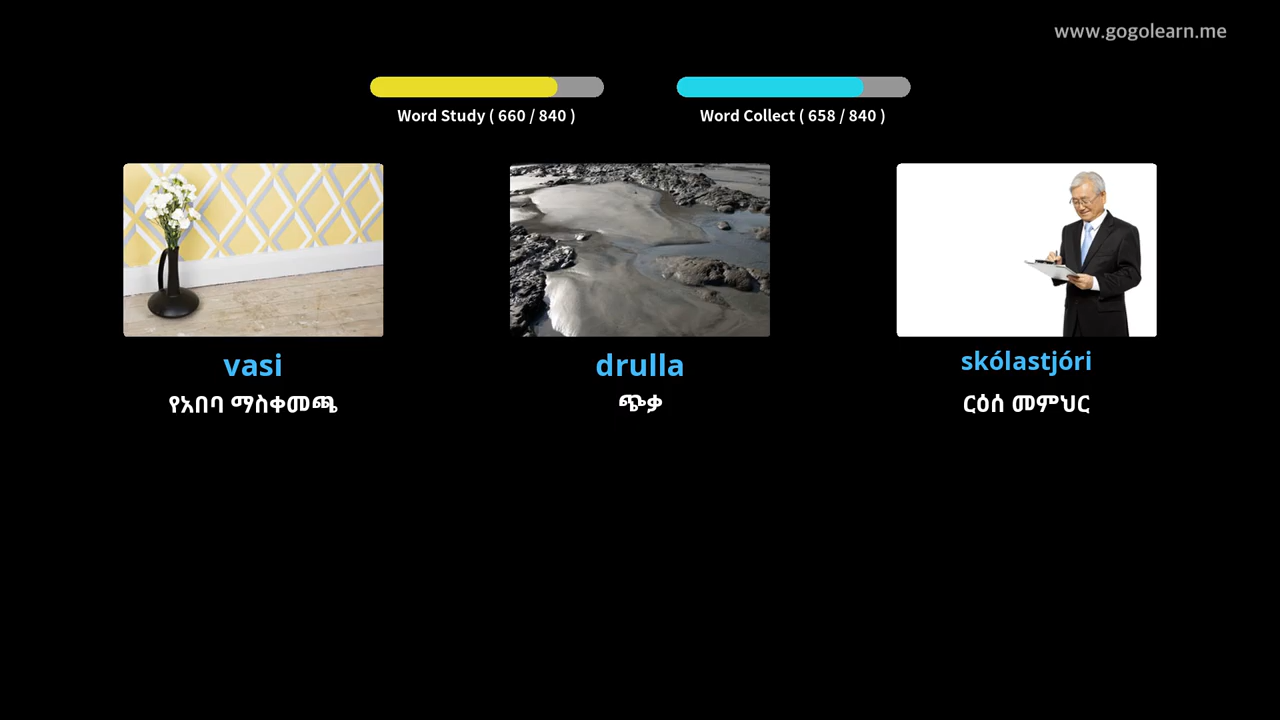 www.gogolearn.me
Word Study ( 660 / 840 )
Word Collect ( 658 / 840 )
vasi
drulla
skólastjóri
የአበባ ማስቀመጫ
ጭቃ
ርዕሰ መምህር